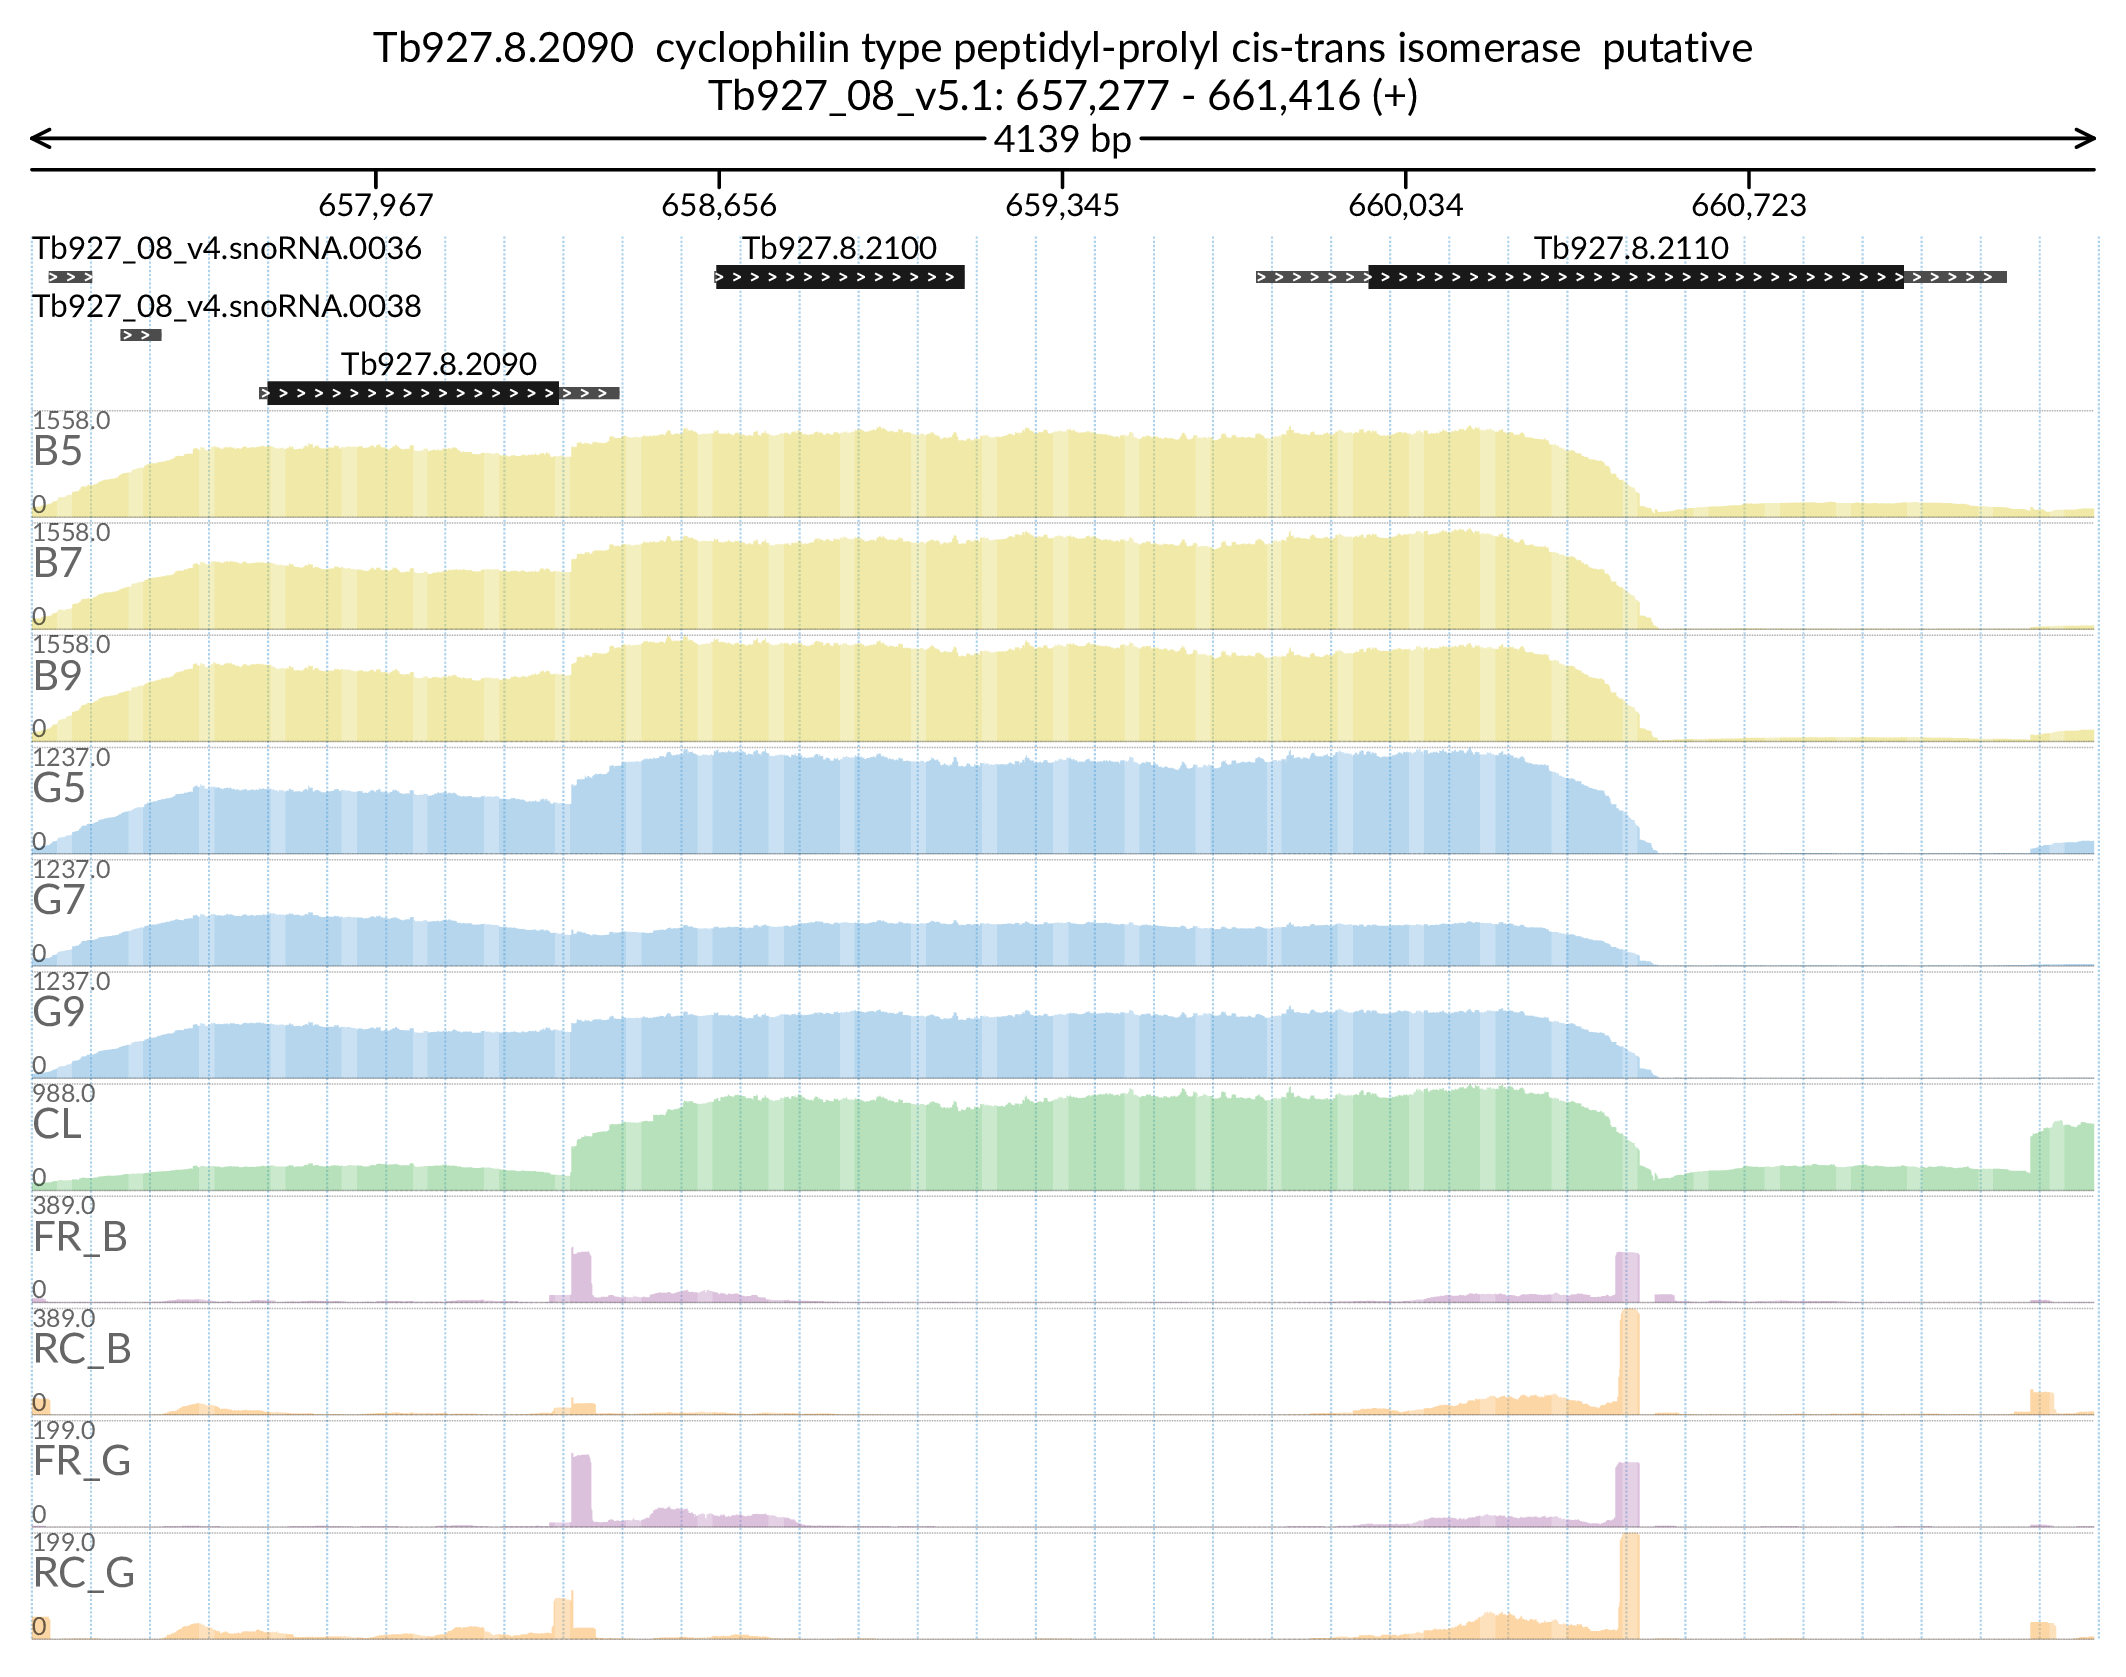 Tb927.8.2090 cyclophilin type peptidyl-prolyl cis-trans isomerase putative
Tb927_08_v5.1: 657,277 - 661,416 (+)
4139 bp
657,967 658,656 659,345 660,034 660,723
Tb927_08_v4.snoRNA.0036 Tb927.8.2100 Tb927.8.2110
Tb927_08_v4.snoRNA.0038
Tb927.8.2090
1558.0
B5
0
1558.0
B7
0
1558.0
B9
0
1237.0
G5
0
1237.0
G7
0
1237.0
G9
0
988.0
CL
0
389.0
FR_B
0
389.0
RC_B
0
199.0
FR_G
0
199.0
RC_G
0